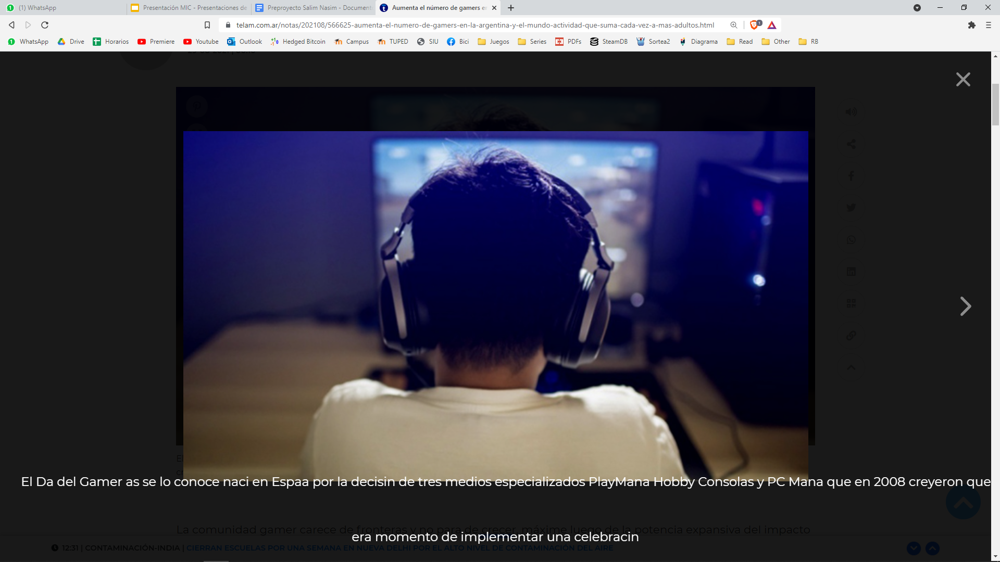 (1) WhatsApp
Presentación MIC - Presentaciones de
Preproyecto Salim Nasim - Document
Aumenta el número de gamers en
telam.com.ar/notas/202108/566625-aumenta-el-numero-de-gamers-en-la-argentina-y-el-mundo-actividad-que-suma-cada-vez-a-mas-adultos.html
1
WhatsApp Drive Horarios Premiere Youtube Outlook Hedged Bitcoin Campus TUPED SIU Bici Juegos Series PDFs SteamDB Sortea2 Diagrama Read Other RB
El Da del Gamer as se lo conoce naci en Espaa por la decisin de tres medios especializados PlayMana Hobby Consolas y PC Mana que en 2008 creyeron que
La comunidad gamer carece de fronteras y no para de crecer, máxime luego de la potencia expansiva del impacto
era momento de implementar una celebracin
12:31 | CONTAMINACIÓN-INDIA | CIERRAN ESCUELAS POR UNA SEMANA EN NUEVA DELHI POR EL ALTO NIVEL DE CONTAMINACIÓN DEL AIRE